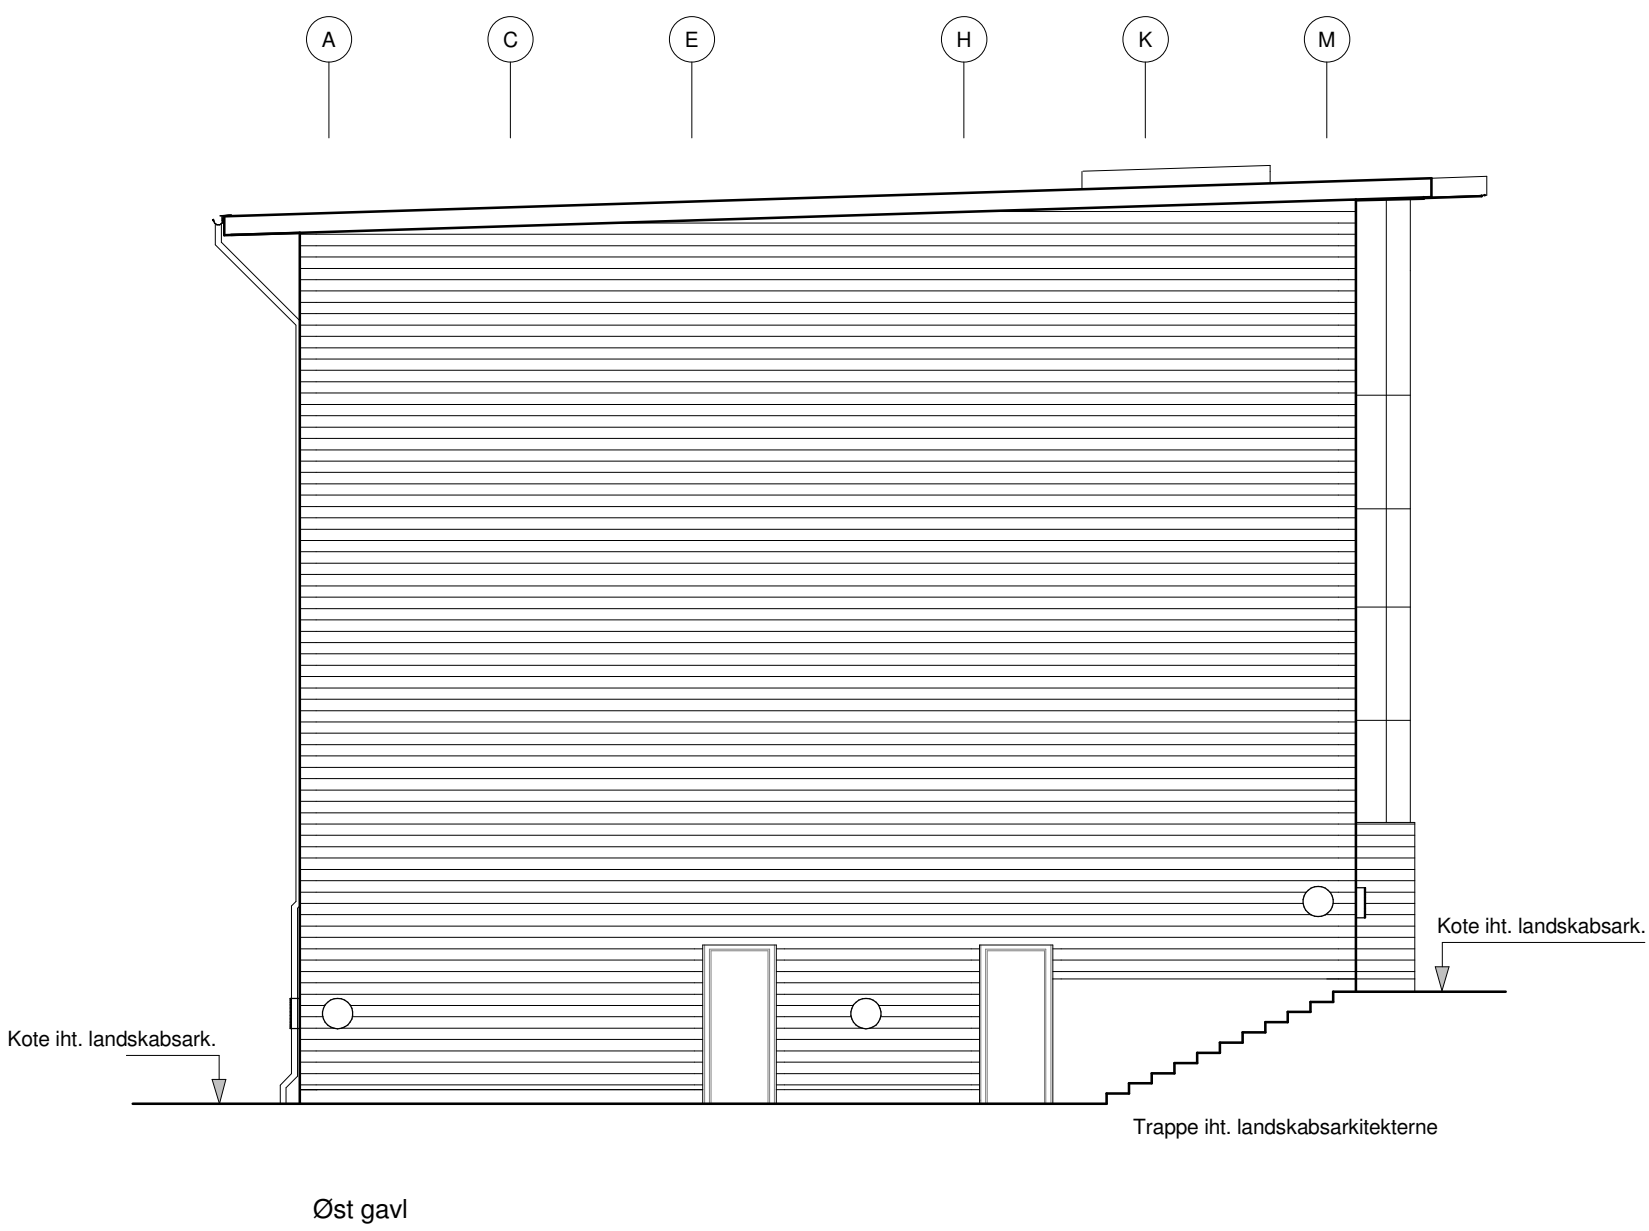 A C E H K M
Kote iht. landskabsark.
Kote iht. landskabsark.
Trappe iht. landskabsarkitekterne
Øst gavl